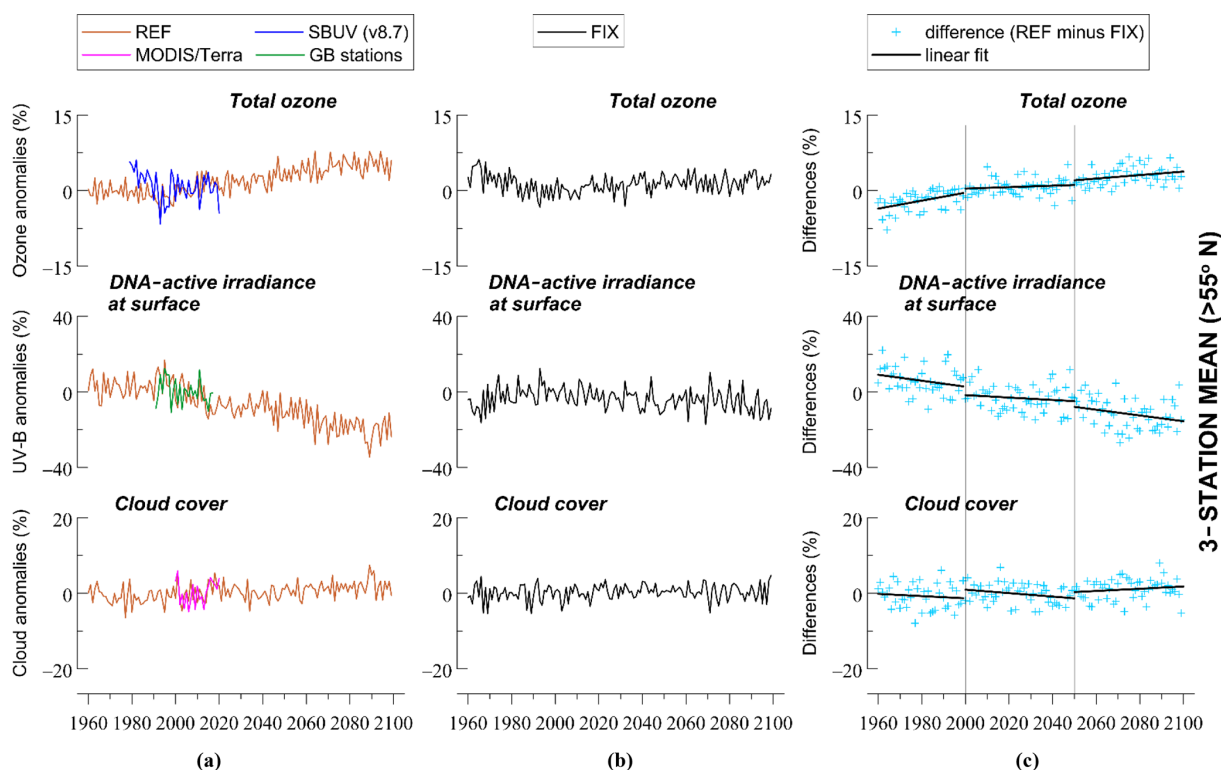 REF
SBUV (v8.7)
MODIS/Terra
GB stations
FIX
difference (REF minus FIX)
linear fit
Total ozone
Total ozone
Total ozone
Ozone anomalies (%)
15
0
−15
15
0
−15
Differences (%)
15
0
−15
DNA−active irradiance
at surface
DNA−active irradiance
at surface
DNA−active irradiance
at surface
UV-B anomalies (%)
40
0
−40
40
0
−40
Differences (%)
40
0
−40
Cloud cover
Cloud cover
Cloud cover
Cloud anomalies (%)
20
0
−20
20
0
−20
Differences (%)
20
0
−20
1960 1980 2000 2020 2040 2060 2080 2100
1960 1980 2000 2020 2040 2060 2080 2100
1960 1980 2000 2020 2040 2060 2080 2100
(a)
(b)
(c)
3− STATION MEAN (>55º N)